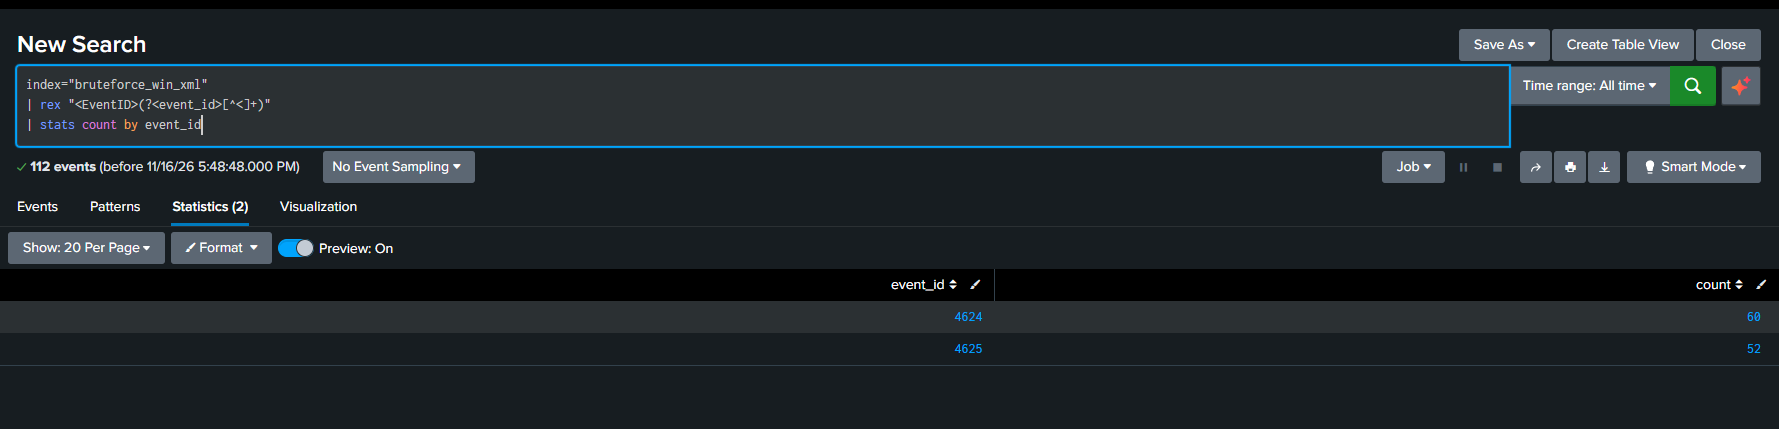 New Search
Save As Create Table View Close
index="bruteforce_win_xml"
| rex "<EventID>(?<event_id>[^<]+)"
| stats count by event_id
Time range: All time
112 events (before 11/16/26 5:48:48.000 PM) No Event Sampling
Job Smart Mode
Events Patterns Statistics (2) Visualization
Show: 20 Per Page Format Preview: On
event_id count
4624 60
4625 52